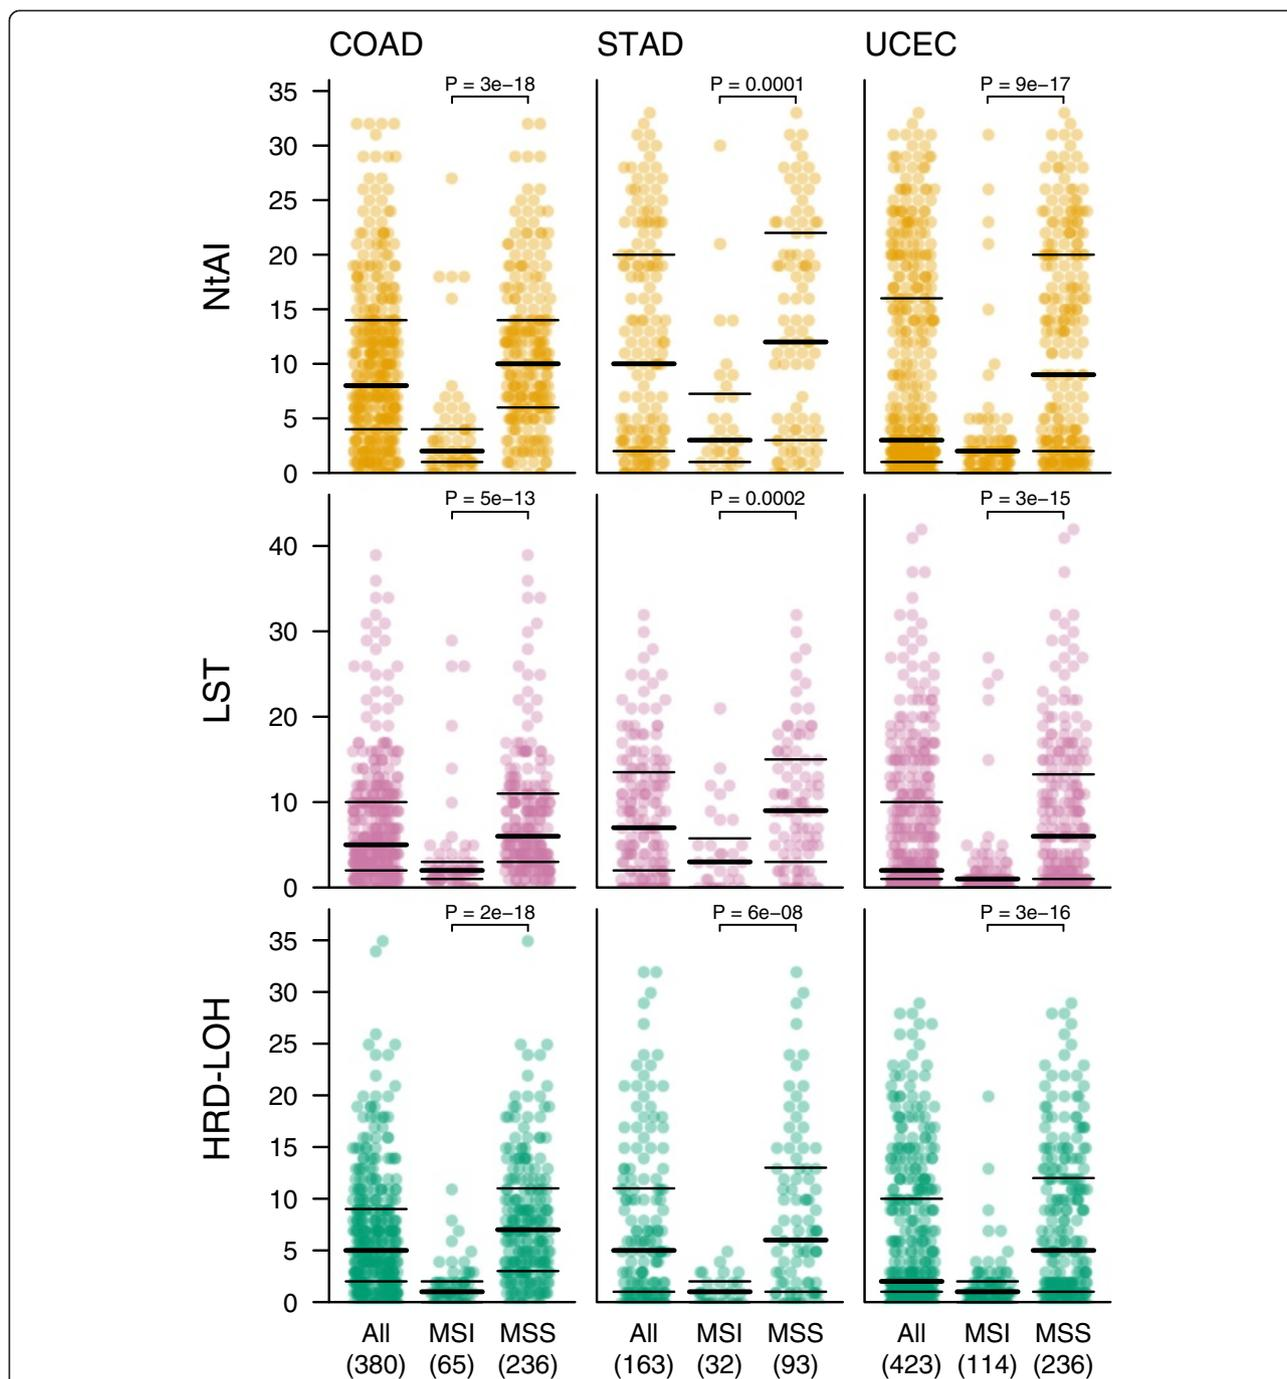 COAD STAD UCEC
P = 3e−18 P = 0.0001 P = 9e−17
NtAI
35
30
25
20
15
10
5
0
P = 5e−13 P = 0.0002 P = 3e−15
LST
40
30
20
10
0
P = 2e−18 P = 6e−08 P = 3e−16
HRD-LOH
35
30
25
20
15
10
5
0
All MSI MSS All MSI MSS All MSI MSS
(380) (65) (236) (163) (32) (93) (423) (114) (236)